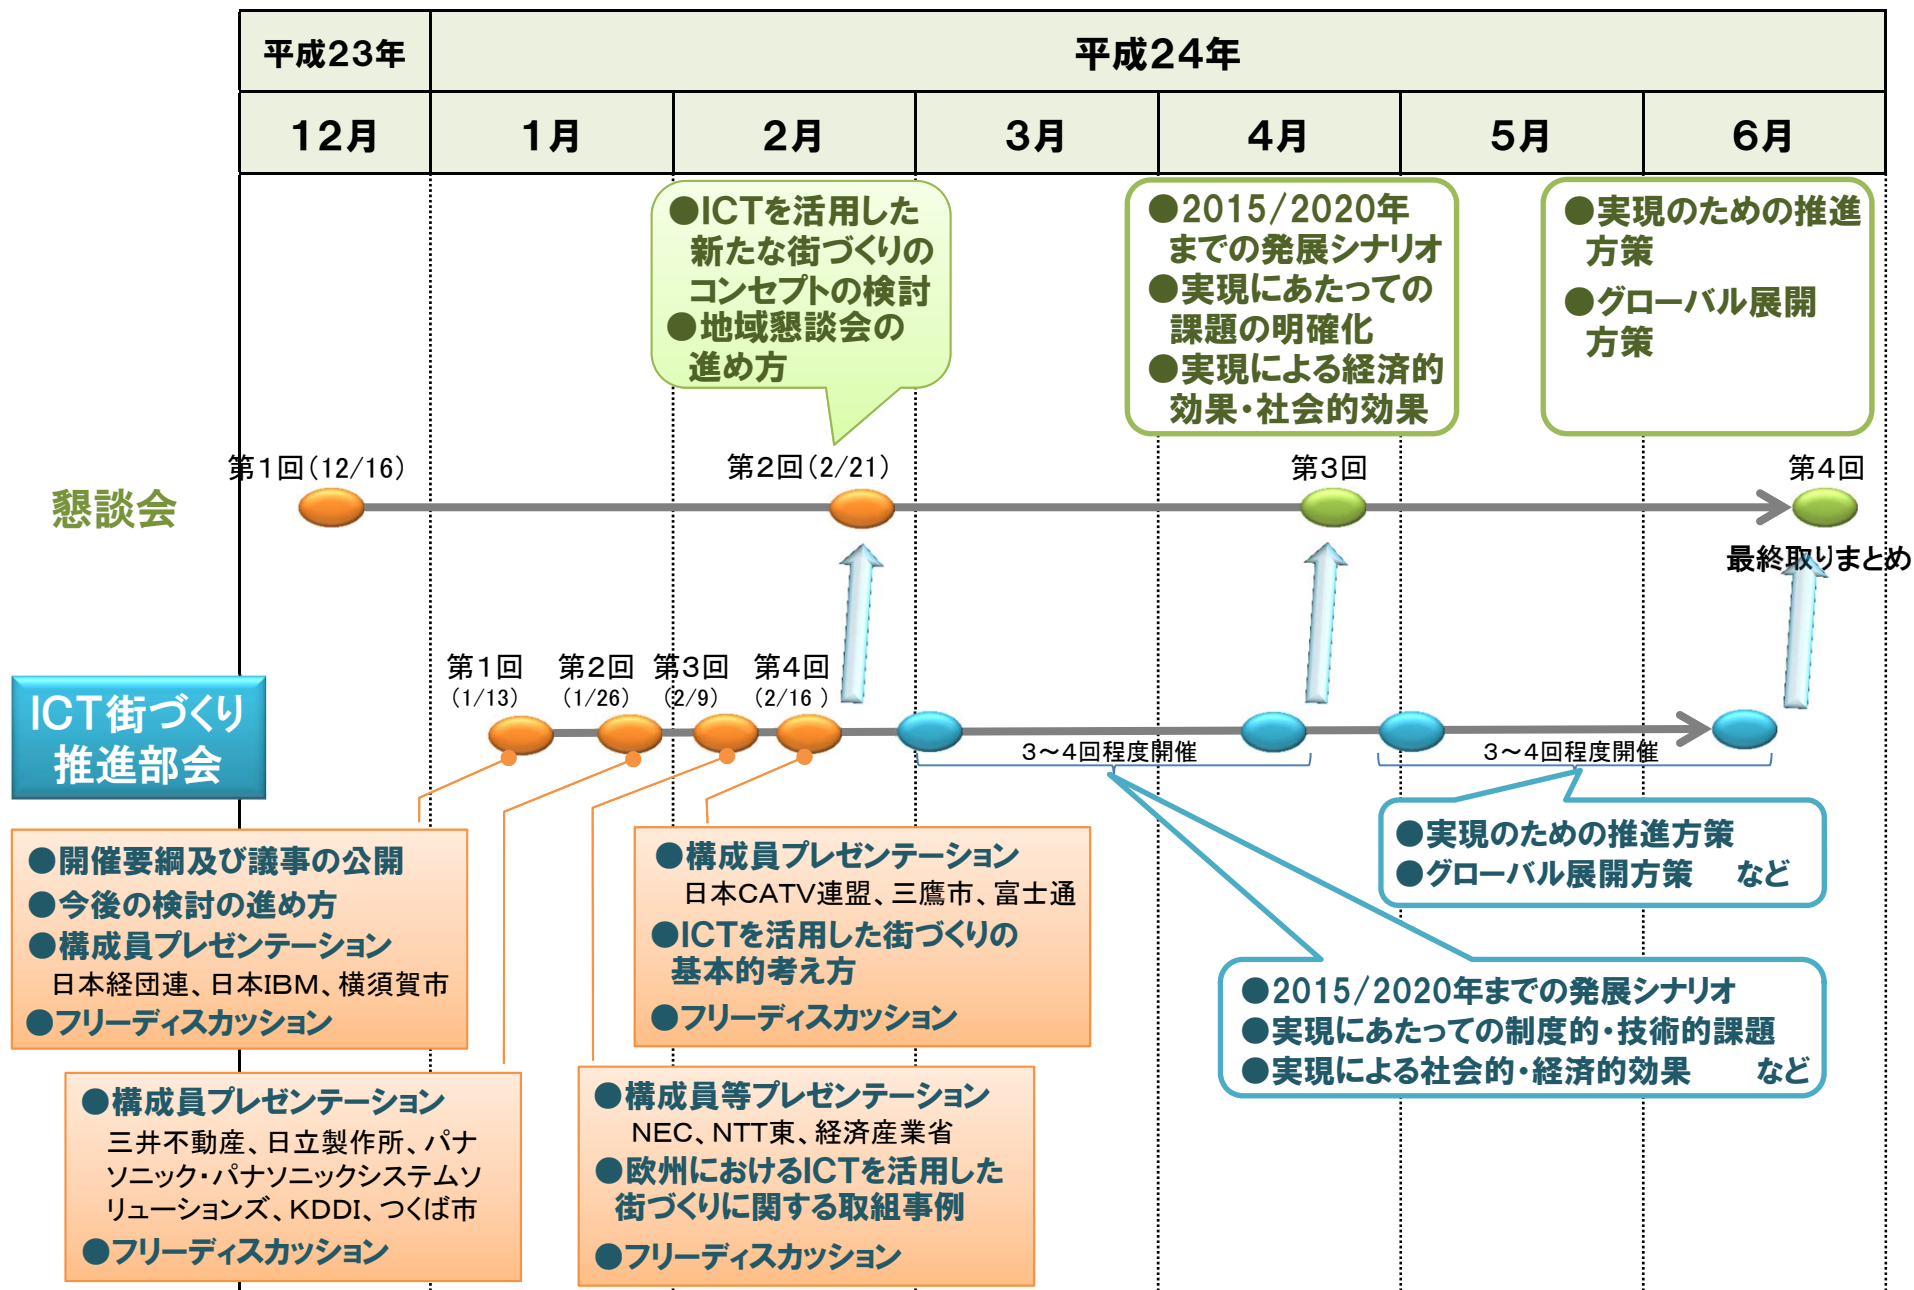 平成23年
平成24年
12月
1月
2月
3月
4月
5月
6月
●ICTを活用した
新たな街づくりの
コンセプトの検討
●地域懇談会の
進め方
●2015/2020年
までの発展シナリオ
●実現にあたっての
課題の明確化
●実現による経済的
効果・社会的効果
●実現のための推進
方策
●グローバル展開
方策
第1回(12/16)
第2回(2/21)
第3回
第4回
懇談会
最終取りまとめ
第1回
(1/13)
第2回
(1/26)
第3回
(2/9)
第4回
(2/16 )
ICT街づくり
推進部会
3～4回程度開催
3～4回程度開催
●実現のための推進方策
●グローバル展開方策 など
●2015/2020年までの発展シナリオ
●実現にあたっての制度的・技術的課題
●実現による社会的・経済的効果 など
●開催要綱及び議事の公開
●今後の検討の進め方
●構成員プレゼンテーション
日本経団連、日本IBM、横須賀市
●フリーディスカッション
●構成員プレゼンテーション
日本CATV連盟、三鷹市、富士通
●ICTを活用した街づくりの
基本的考え方
●フリーディスカッション
●構成員プレゼンテーション
三井不動産、日立製作所、パナ
ソニック・パナソニックシステムソ
リューションズ、KDDI、つくば市
●フリーディスカッション
●構成員等プレゼンテーション
NEC、NTT東、経済産業省
●欧州におけるICTを活用した
街づくりに関する取組事例
●フリーディスカッション